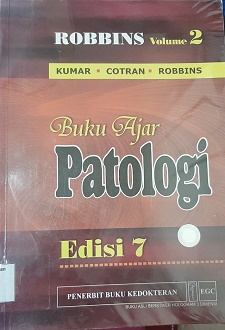 ROBBINS Volume 2
KUMAR • COTRAN • ROBBINS
Buku Ajar
Patologi
Edisi 7
PENERBIT BUKU KEDOKTERAN EGC